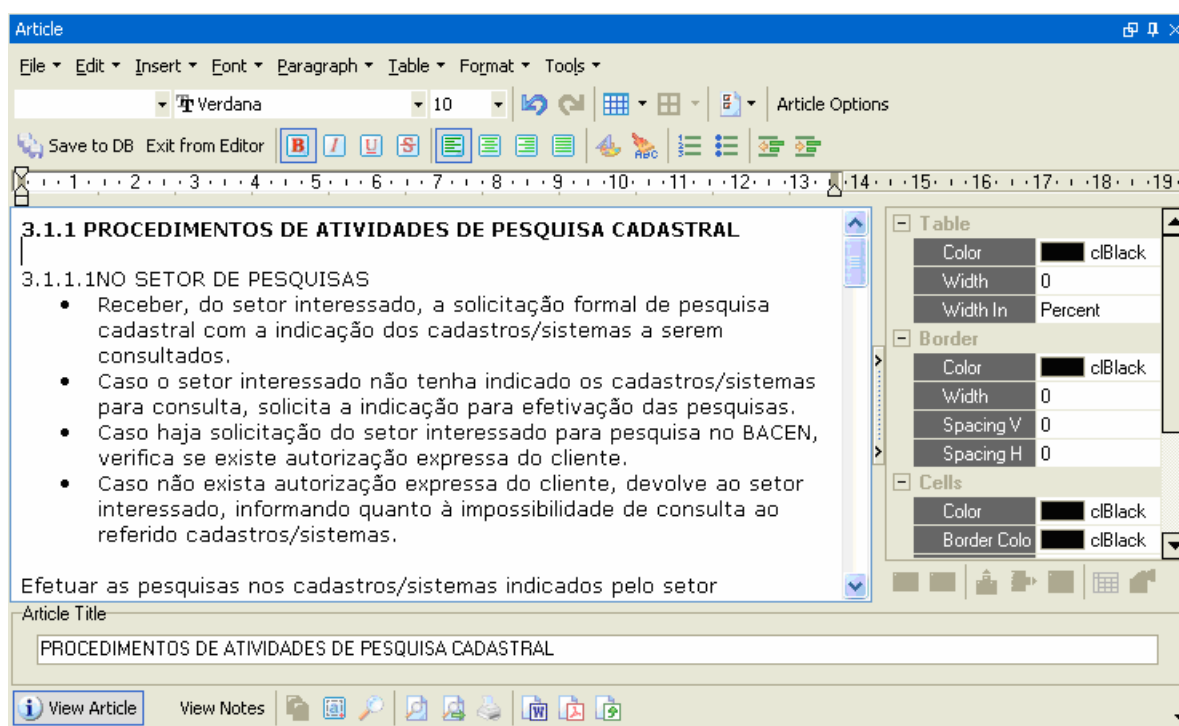 Article
File Edit Insert Font Paragraph Table Format Tools
Verdana 10 Article Options
Save to DB Exit from Editor B I U S ABC
1 2 3 4 5 6 7 8 9 10 11 12 13 14 15 16 17 18 19
3.1.1 PROCEDIMENTOS DE ATIVIDADES DE PESQUISA CADASTRAL
3.1.1.1NO SETOR DE PESQUISAS
• Receber, do setor interessado, a solicitação formal de pesquisa
cadastral com a indicação dos cadastros/sistemas a serem
consultados.
• Caso o setor interessado não tenha indicado os cadastros/sistemas
para consulta, solicita a indicação para efetivação das pesquisas.
• Caso haja solicitação do setor interessado para pesquisa no BACEN,
verifica se existe autorização expressa do cliente.
• Caso não exista autorização expressa do cliente, devolve ao setor
interessado, informando quanto à impossibilidade de consulta ao
referido cadastros/sistemas.
Efetuar as pesquisas nos cadastros/sistemas indicados pelo setor
Table
Color clBlack
Width 0
Width In Percent
Border
Color clBlack
Width 0
Spacing V 0
Spacing H 0
Cells
Color clBlack
Border Colo clBlack
Article Title
PROCEDIMENTOS DE ATIVIDADES DE PESQUISA CADASTRAL
View Article View Notes